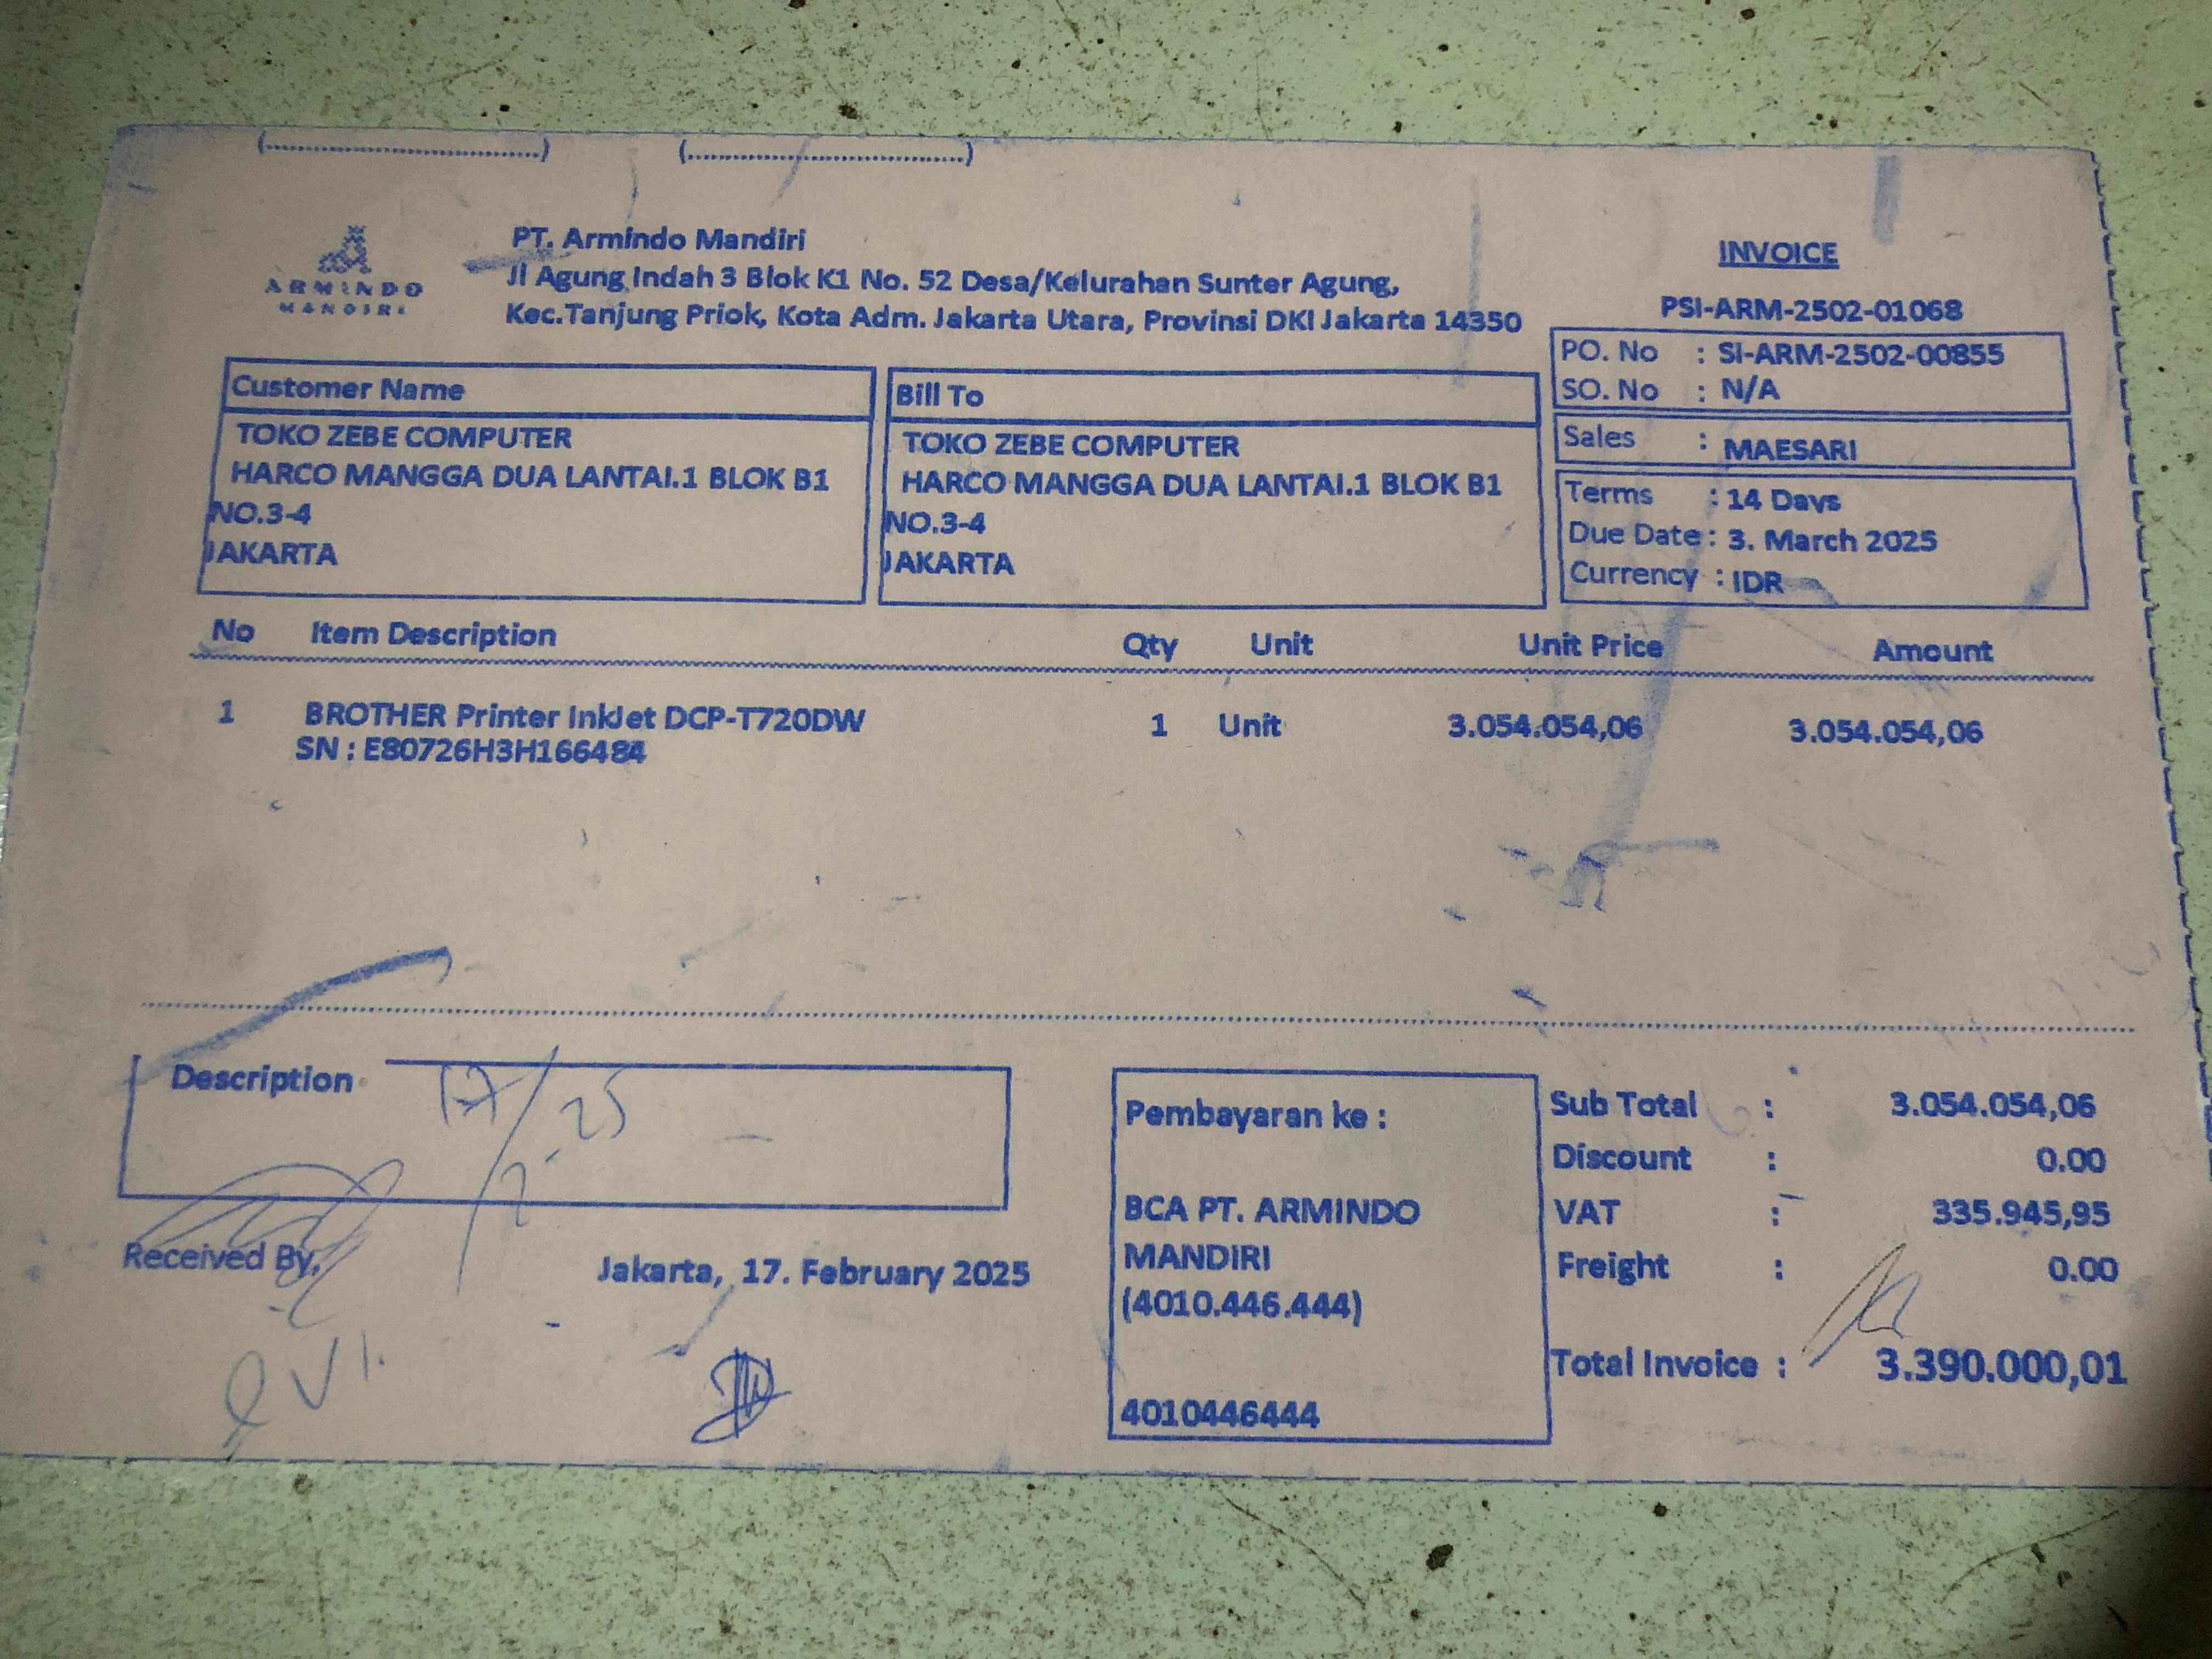 (..............................) (..............................)
ARMINDO
MANDIRI
PT. Armindo Mandiri
Jl Agung Indah 3 Blok K1 No. 52 Desa/Kelurahan Sunter Agung,
Kec.Tanjung Priok, Kota Adm. Jakarta Utara, Provinsi DKI Jakarta 14350
INVOICE
PSI-ARM-2502-01068
PO. No : SI-ARM-2502-00855
SO. No : N/A
Sales : MAESARI
Terms : 14 Days
Due Date : 3. March 2025
Currency : IDR
Customer Name
TOKO ZEBE COMPUTER
HARCO MANGGA DUA LANTAI.1 BLOK B1
NO.3-4
JAKARTA
Bill To
TOKO ZEBE COMPUTER
HARCO MANGGA DUA LANTAI.1 BLOK B1
NO.3-4
JAKARTA
No Item Description Qty Unit Unit Price Amount
1 BROTHER Printer InkJet DCP-T720DW 1 Unit 3.054.054,06 3.054.054,06
SN : E80726H3H166484
Description
17/2-25
Received By,
Jakarta, 17. February 2025
Pembayaran ke :
BCA PT. ARMINDO
MANDIRI
(4010.446.444)
4010446444
Sub Total : 3.054.054,06
Discount : 0.00
VAT : 335.945,95
Freight : 0.00
Total Invoice : 3.390.000,01